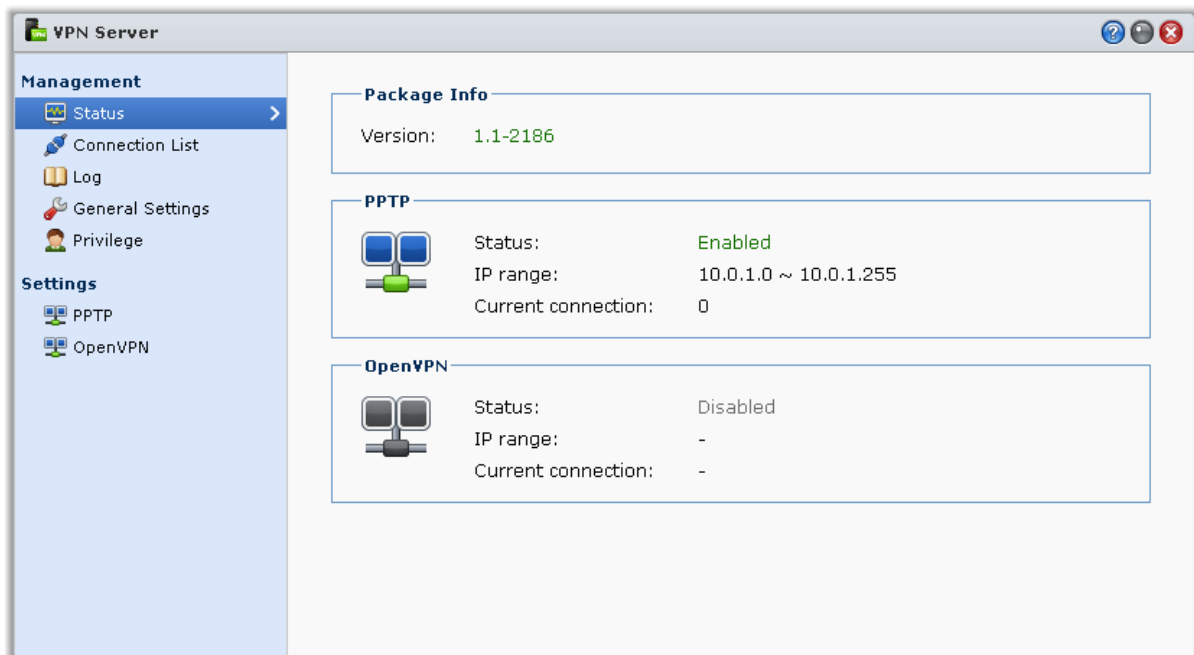 VPN Server
Management
Status
Connection List
Log
General Settings
Privilege
Settings
PPTP
OpenVPN
Package Info
Version: 1.1-2186
PPTP
Status: Enabled
IP range: 10.0.1.0 ~ 10.0.1.255
Current connection: 0
OpenVPN
Status: Disabled
IP range: -
Current connection: -